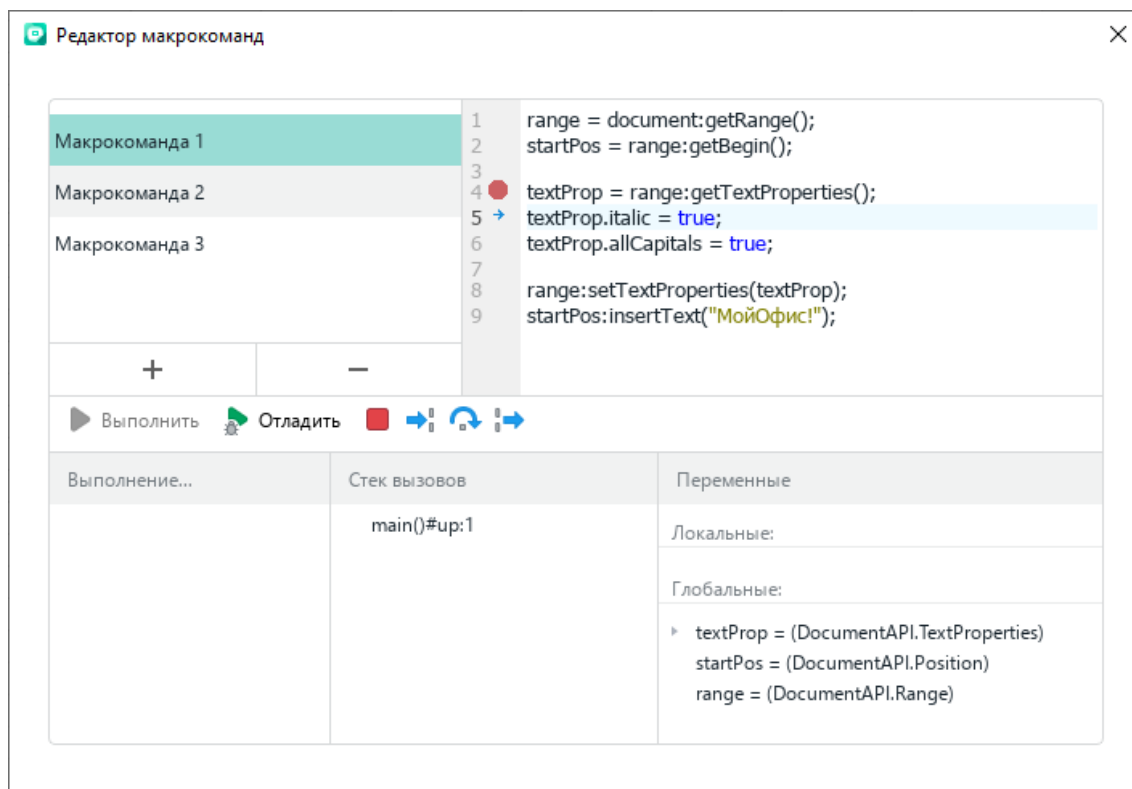 Редактор макрокоманд
Макрокоманда 1
Макрокоманда 2
Макрокоманда 3
1 range = document:getRange();
2 startPos = range:getBegin();
3
4 textProp = range:getTextProperties();
5 textProp.italic = true;
6 textProp.allCapitals = true;
7
8 range:setTextProperties(textProp);
9 startPos:insertText("МойОфис!");
+ −
Выполнить Отладить
Выполнение...
Стек вызовов
main()#up:1
Переменные
Локальные:
Глобальные:
textProp = (DocumentAPI.TextProperties)
startPos = (DocumentAPI.Position)
range = (DocumentAPI.Range)